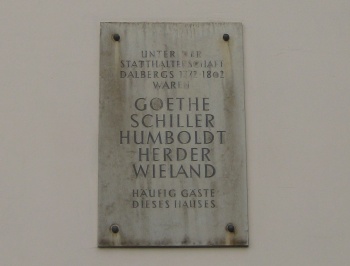 UNTER DER
STATTHALTERSCHAFT
DALBERGS 1772-1802
WAREN
GOETHE
SCHILLER
HUMBOLDT
HERDER
WIELAND
HÄUFIG GÄSTE
DIESES HAUSES